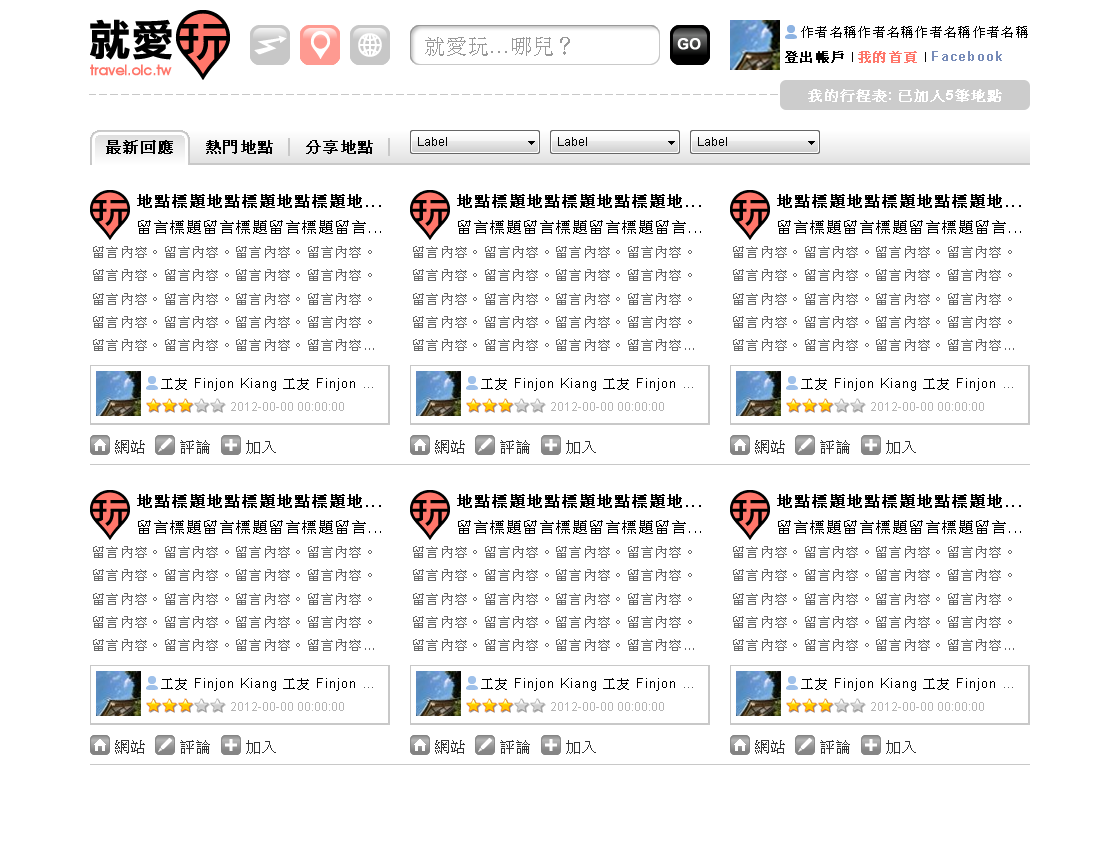 就愛玩
travel.olc.tw
就愛玩...哪兒？
GO
作者名稱作者名稱作者名稱作者名稱
登出帳戶 | 我的首頁 | Facebook
我的行程表: 已加入5筆地點
最新回應 熱門地點 | 分享地點 |
Label Label Label
玩 地點標題地點標題地點標題地...
留言標題留言標題留言標題留言...
留言內容。留言內容。留言內容。留言內容。
留言內容。留言內容。留言內容。留言內容。
留言內容。留言內容。留言內容。留言內容。
留言內容。留言內容。留言內容。留言內容。
留言內容。留言內容。留言內容。留言內容...
工友 Finjon Kiang 工友 Finjon ...
2012-00-00 00:00:00
網站 評論 加入
玩 地點標題地點標題地點標題地...
留言標題留言標題留言標題留言...
留言內容。留言內容。留言內容。留言內容。
留言內容。留言內容。留言內容。留言內容。
留言內容。留言內容。留言內容。留言內容。
留言內容。留言內容。留言內容。留言內容。
留言內容。留言內容。留言內容。留言內容...
工友 Finjon Kiang 工友 Finjon ...
2012-00-00 00:00:00
網站 評論 加入
玩 地點標題地點標題地點標題地...
留言標題留言標題留言標題留言...
留言內容。留言內容。留言內容。留言內容。
留言內容。留言內容。留言內容。留言內容。
留言內容。留言內容。留言內容。留言內容。
留言內容。留言內容。留言內容。留言內容。
留言內容。留言內容。留言內容。留言內容...
工友 Finjon Kiang 工友 Finjon ...
2012-00-00 00:00:00
網站 評論 加入
玩 地點標題地點標題地點標題地...
留言標題留言標題留言標題留言...
留言內容。留言內容。留言內容。留言內容。
留言內容。留言內容。留言內容。留言內容。
留言內容。留言內容。留言內容。留言內容。
留言內容。留言內容。留言內容。留言內容。
留言內容。留言內容。留言內容。留言內容...
工友 Finjon Kiang 工友 Finjon ...
2012-00-00 00:00:00
網站 評論 加入
玩 地點標題地點標題地點標題地...
留言標題留言標題留言標題留言...
留言內容。留言內容。留言內容。留言內容。
留言內容。留言內容。留言內容。留言內容。
留言內容。留言內容。留言內容。留言內容。
留言內容。留言內容。留言內容。留言內容。
留言內容。留言內容。留言內容。留言內容...
工友 Finjon Kiang 工友 Finjon ...
2012-00-00 00:00:00
網站 評論 加入
玩 地點標題地點標題地點標題地...
留言標題留言標題留言標題留言...
留言內容。留言內容。留言內容。留言內容。
留言內容。留言內容。留言內容。留言內容。
留言內容。留言內容。留言內容。留言內容。
留言內容。留言內容。留言內容。留言內容。
留言內容。留言內容。留言內容。留言內容...
工友 Finjon Kiang 工友 Finjon ...
2012-00-00 00:00:00
網站 評論 加入